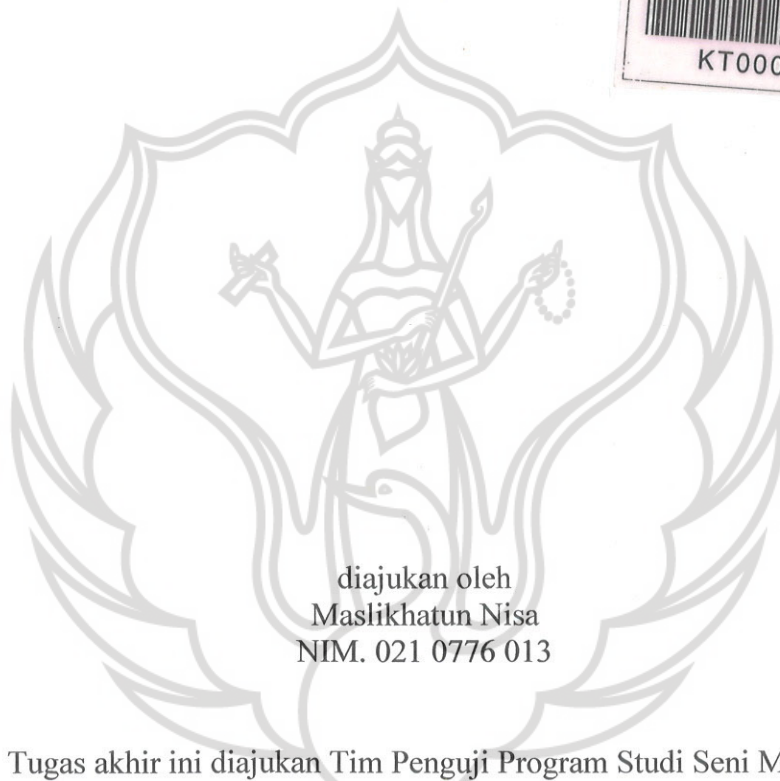 KT000
diajukan oleh
Maslikhatun Nisa
NIM. 021 0776 013
Tugas akhir ini diajukan Tim Penguji Program Studi Seni M